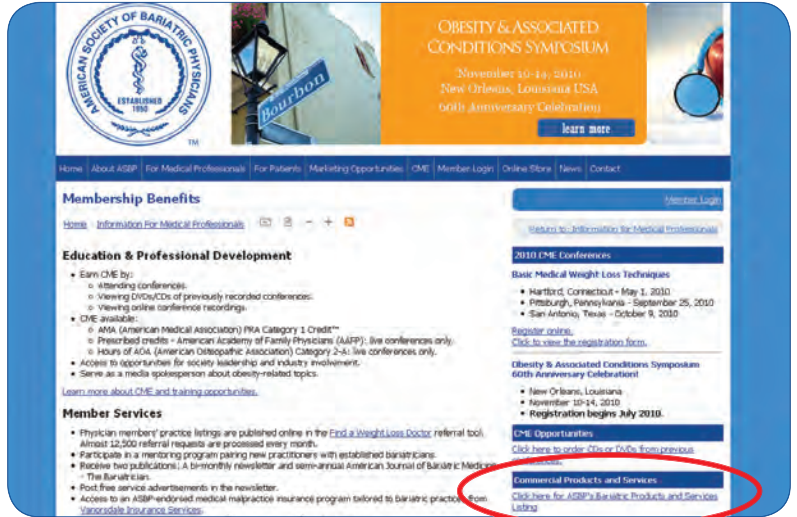 AMERICAN SOCIETY OF BARIATRIC PHYSICIANS
ESTABLISHED
1950
TM
Bourbon
OBESITY & ASSOCIATED
CONDITIONS SYMPOSIUM
November 10-14, 2010
New Orleans, Louisiana USA
60th Anniversary Celebration
learn more
Home About ASBP For Medical Professionals For Patients Marketing Opportunities CME Member Login Online Store News Contact
Membership Benefits
Home Information For Medical Professionals
Education & Professional Development
• Earn CME by:
o Attending conferences.
o Viewing DVDs/CDs of previously recorded conferences.
o Viewing online conference recordings.
• CME available:
o AMA (American Medical Association) PRA Category 1 Credit™
o Prescribed credits - American Academy of Family Physicians (AAFP): live conferences only.
o Hours of AOA (American Osteopathic Association) Category 2-A: live conferences only.
• Access to opportunities for society leadership and industry involvement.
• Serve as a media spokesperson about obesity-related topics.
Learn more about CME and training opportunities.
Member Services
• Physician members' practice listings are published online in the Find a Weight Loss Doctor referral tool.
Almost 12,500 referral requests are processed every month.
• Participate in a mentoring program pairing new practitioners with established bariatricians.
• Receive two publications: A bi-monthly newsletter and semi-annual American Journal of Bariatric Medicine
- The Bariatrician.
• Post free service advertisements in the newsletter.
• Access to an ASBP-endorsed medical malpractice insurance program tailored to bariatric practices from
Vanorsdale Insurance Services.
Member Login
Return to: Information for Medical Professionals
2010 CME Conferences
Basic Medical Weight Loss Techniques
• Hartford, Connecticut - May 1, 2010
• Pittsburgh, Pennsylvania - September 25, 2010
• San Antonio, Texas - October 9, 2010
Register online.
Click to view the registration form.
Obesity & Associated Conditions Symposium
60th Anniversary Celebration!
• New Orleans, Louisiana
• November 10-14, 2010
• Registration begins July 2010.
CME Opportunities
Click here to order CDs or DVDs from previous
conferences.
Commercial Products and Services
Click here for ASBP's Bariatric Products and Services
Listing